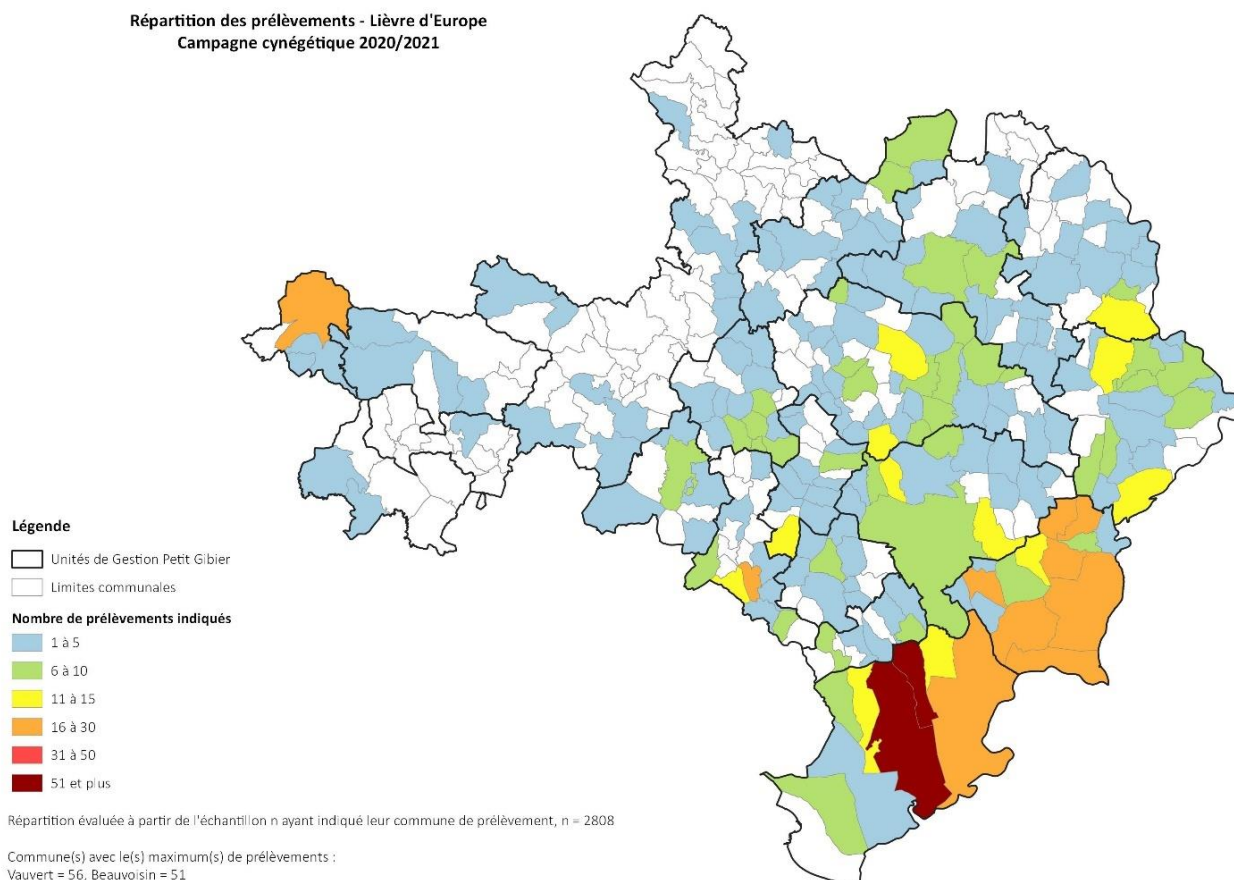 Répartition des prélèvements - Lièvre d'Europe
Campagne cynégétique 2020/2021
Légende
Unités de Gestion Petit Gibier
Limites communales
Nombre de prélèvements indiqués
1 à 5
6 à 10
11 à 15
16 à 30
31 à 50
51 et plus
Répartition évaluée à partir de l'échantillon n ayant indiqué leur commune de prélèvement, n = 2808
Commune(s) avec le(s) maximum(s) de prélèvements :
Vauvert = 56, Beauvoisin = 51